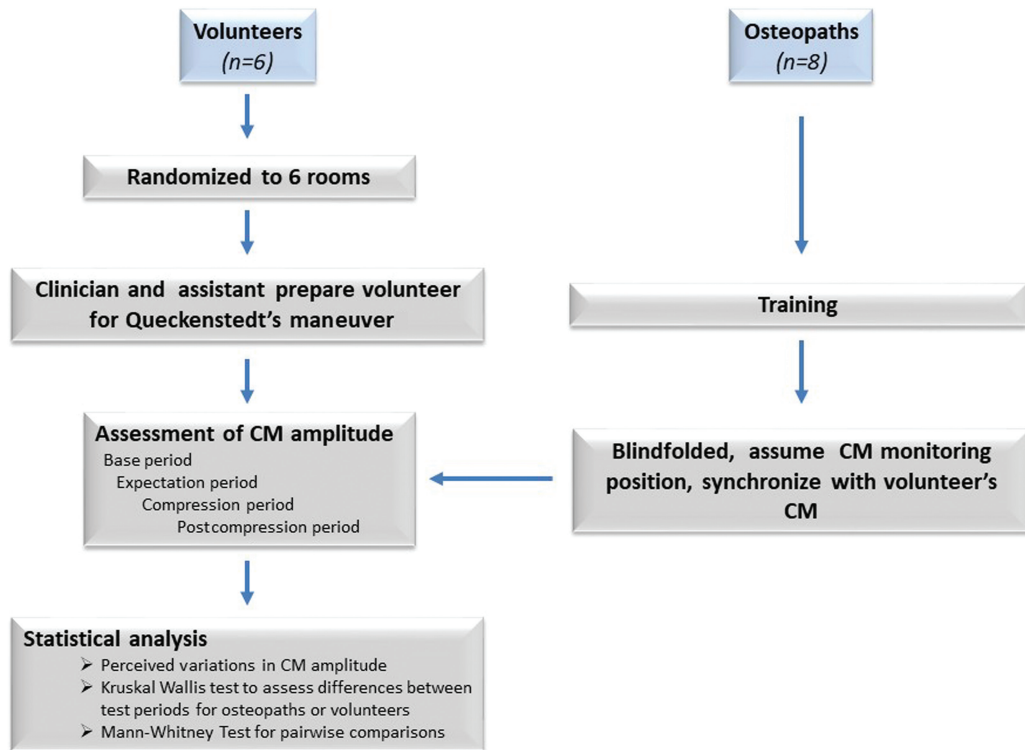 Volunteers
(n=6)
Osteopaths
(n=8)
Randomized to 6 rooms
Clinician and assistant prepare volunteer
for Queckenstedt’s maneuver
Training
Assessment of CM amplitude
Base period
Expectation period
Compression period
Postcompression period
Blindfolded, assume CM monitoring
position, synchronize with volunteer’s
CM
Statistical analysis
➢ Perceived variations in CM amplitude
➢ Kruskal Wallis test to assess differences between
test periods for osteopaths or volunteers
➢ Mann-Whitney Test for pairwise comparisons